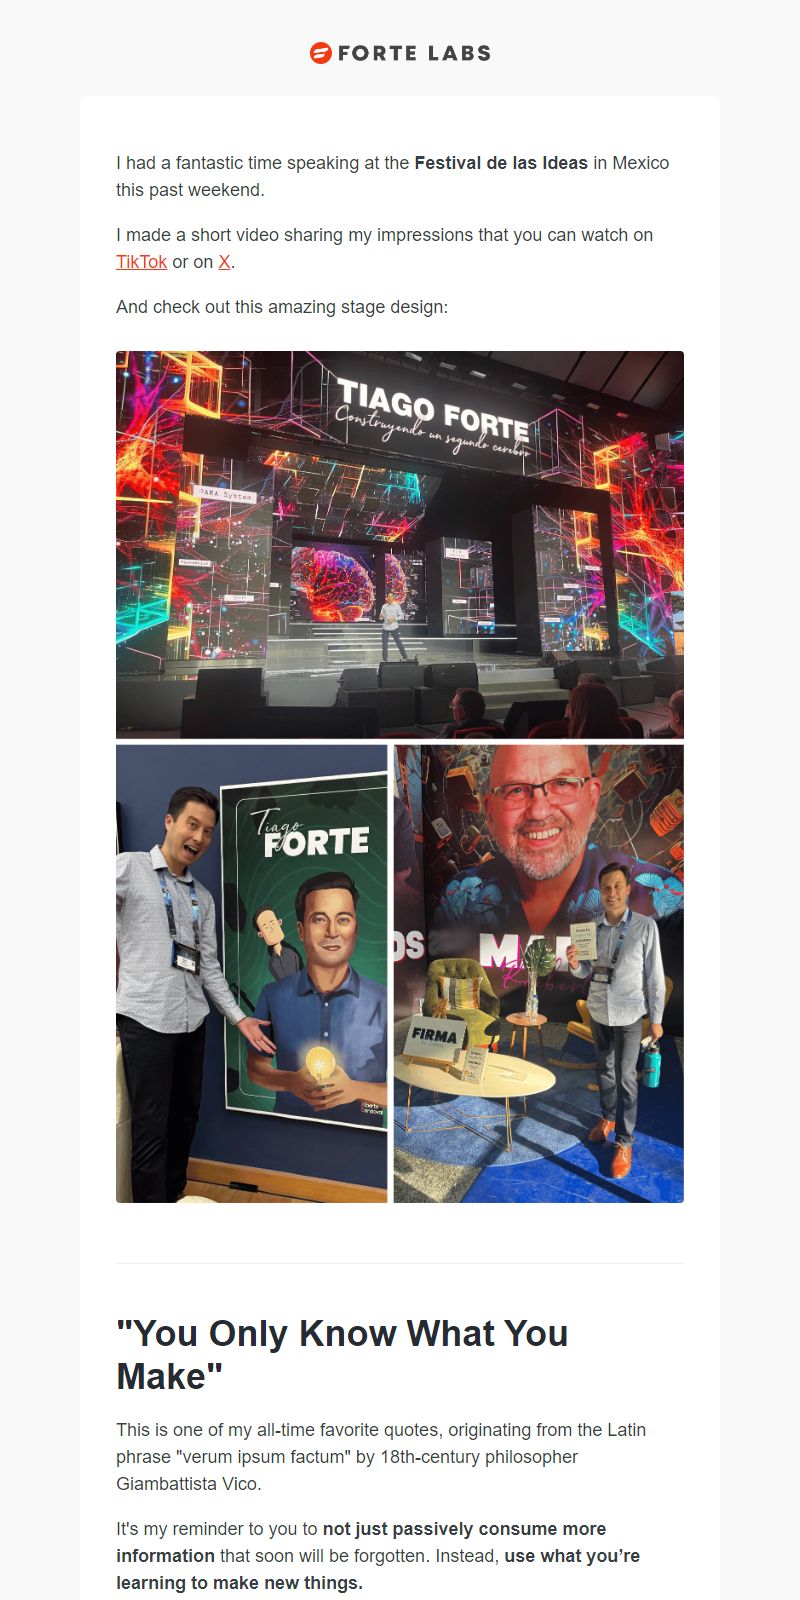 FORTE LABS
I had a fantastic time speaking at the Festival de las Ideas in Mexico
this past weekend.
I made a short video sharing my impressions that you can watch on
TikTok or on X.
And check out this amazing stage design:
TIAGO FORTE
Construyendo un segundo cerebro
PARA System
Tiago
FORTE
Alberto
Sandoval
OS
MA
FIRMA
"You Only Know What You
Make"
This is one of my all-time favorite quotes, originating from the Latin
phrase "verum ipsum factum" by 18th-century philosopher
Giambattista Vico.
It's my reminder to you to not just passively consume more
information that soon will be forgotten. Instead, use what you’re
learning to make new things.